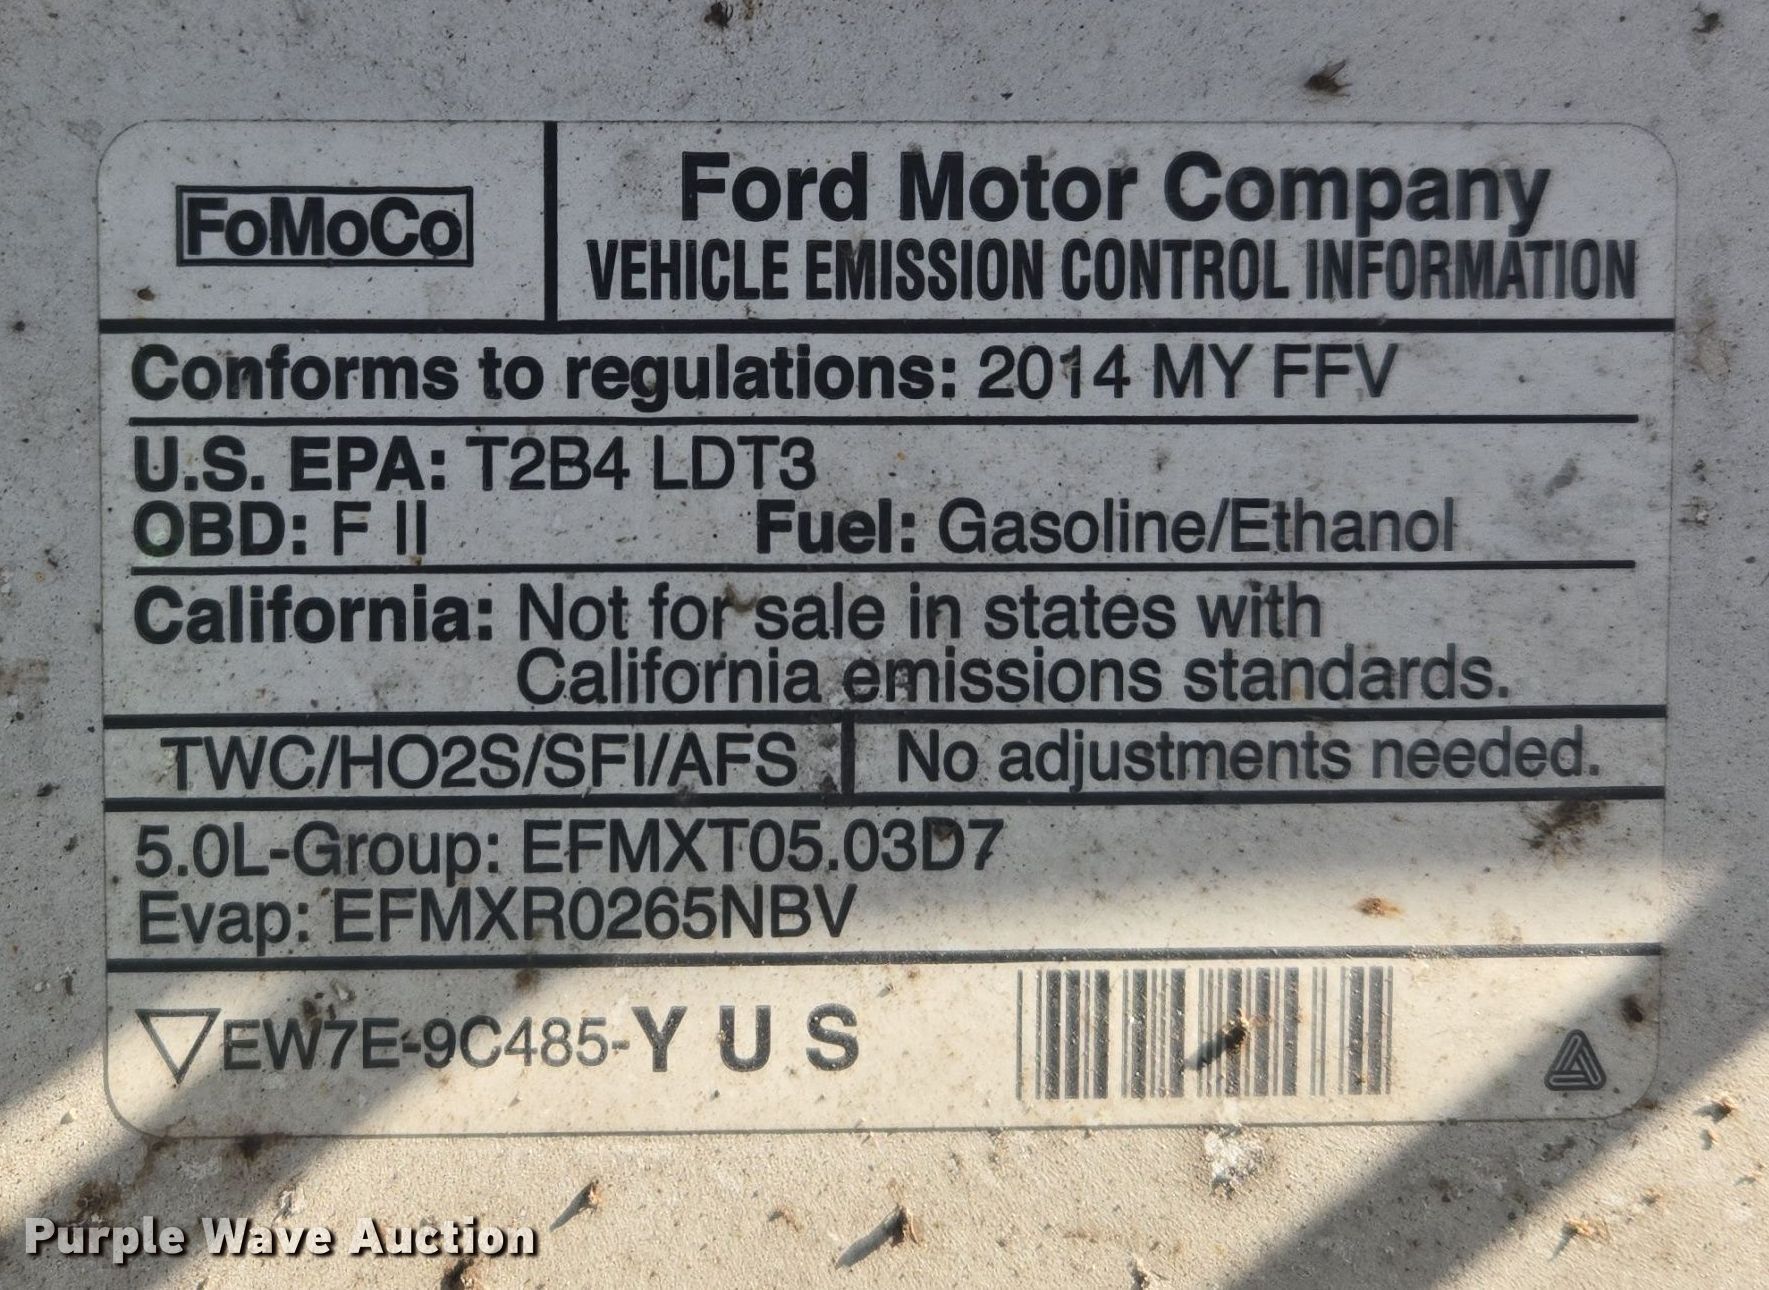 FoMoCo
Ford Motor Company
VEHICLE EMISSION CONTROL INFORMATION
Conforms to regulations: 2014 MY FFV
U.S. EPA: T2B4 LDT3
OBD: F II Fuel: Gasoline/Ethanol
California: Not for sale in states with
California emissions standards.
TWC/HO2S/SFI/AFS No adjustments needed.
5.0L-Group: EFMXT05.03D7
Evap: EFMXR0265NBV
EW7E-9C485-Y U S
Purple Wave Auction